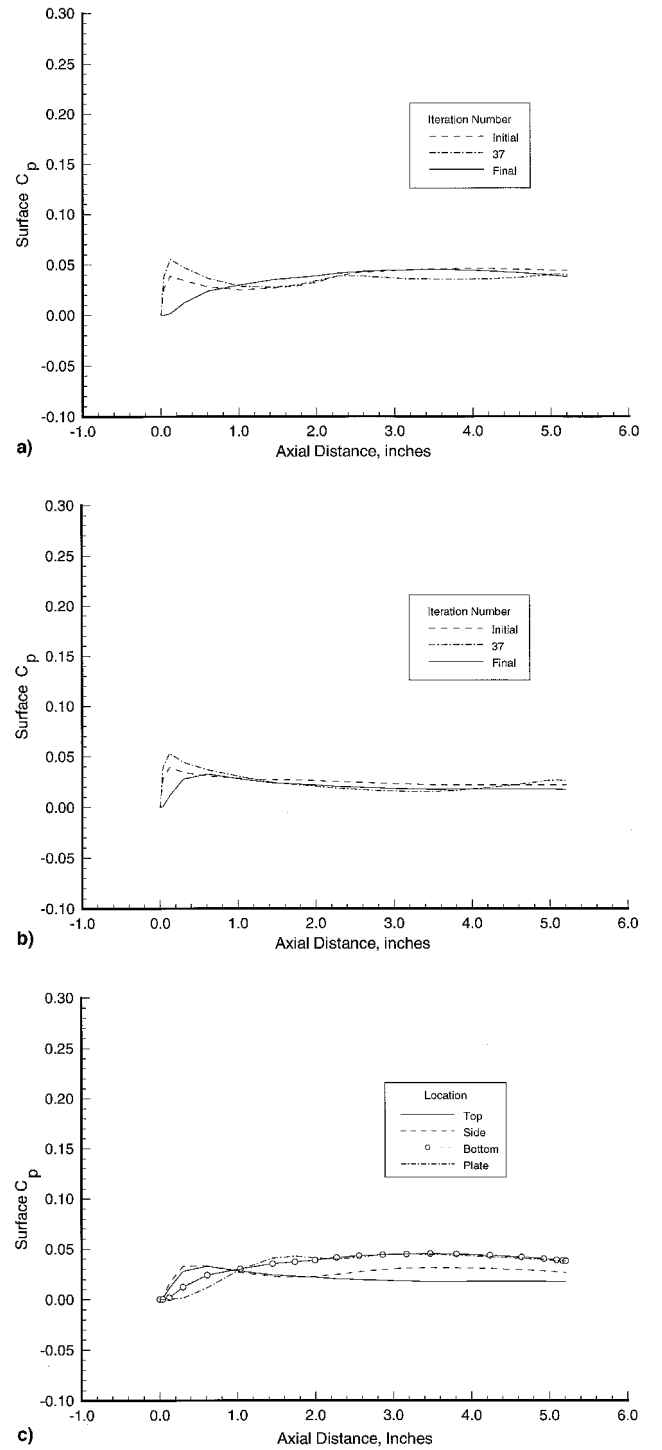 0.30
0.25
0.20
0.15
0.10
0.05
0.00
-0.05
-0.10
Surface Cp
Iteration Number
Initial
37
Final
-1.0 0.0 1.0 2.0 3.0 4.0 5.0 6.0
Axial Distance, inches
a)
0.30
0.25
0.20
0.15
0.10
0.05
0.00
-0.05
-0.10
Surface Cp
Iteration Number
Initial
37
Final
-1.0 0.0 1.0 2.0 3.0 4.0 5.0 6.0
Axial Distance, inches
b)
0.30
0.25
0.20
0.15
0.10
0.05
0.00
-0.05
-0.10
Surface Cp
Location
Top
Side
Bottom
Plate
-1.0 0.0 1.0 2.0 3.0 4.0 5.0 6.0
Axial Distance, Inches
c)